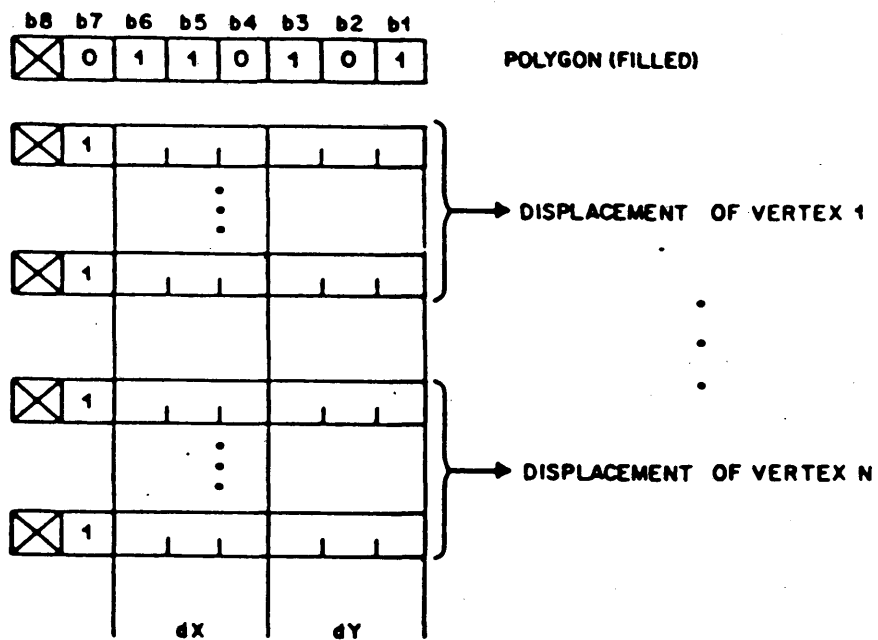 b8 b7 b6 b5 b4 b3 b2 b1
0 1 1 0 1 0 1 POLYGON (FILLED)
1
DISPLACEMENT OF VERTEX 1
1
1
DISPLACEMENT OF VERTEX N
1
dX dY